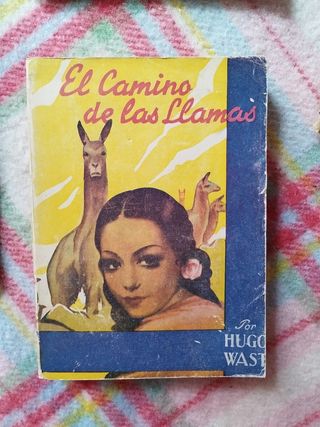 El Camino
de las Llamas
Por
HUGO
WAST